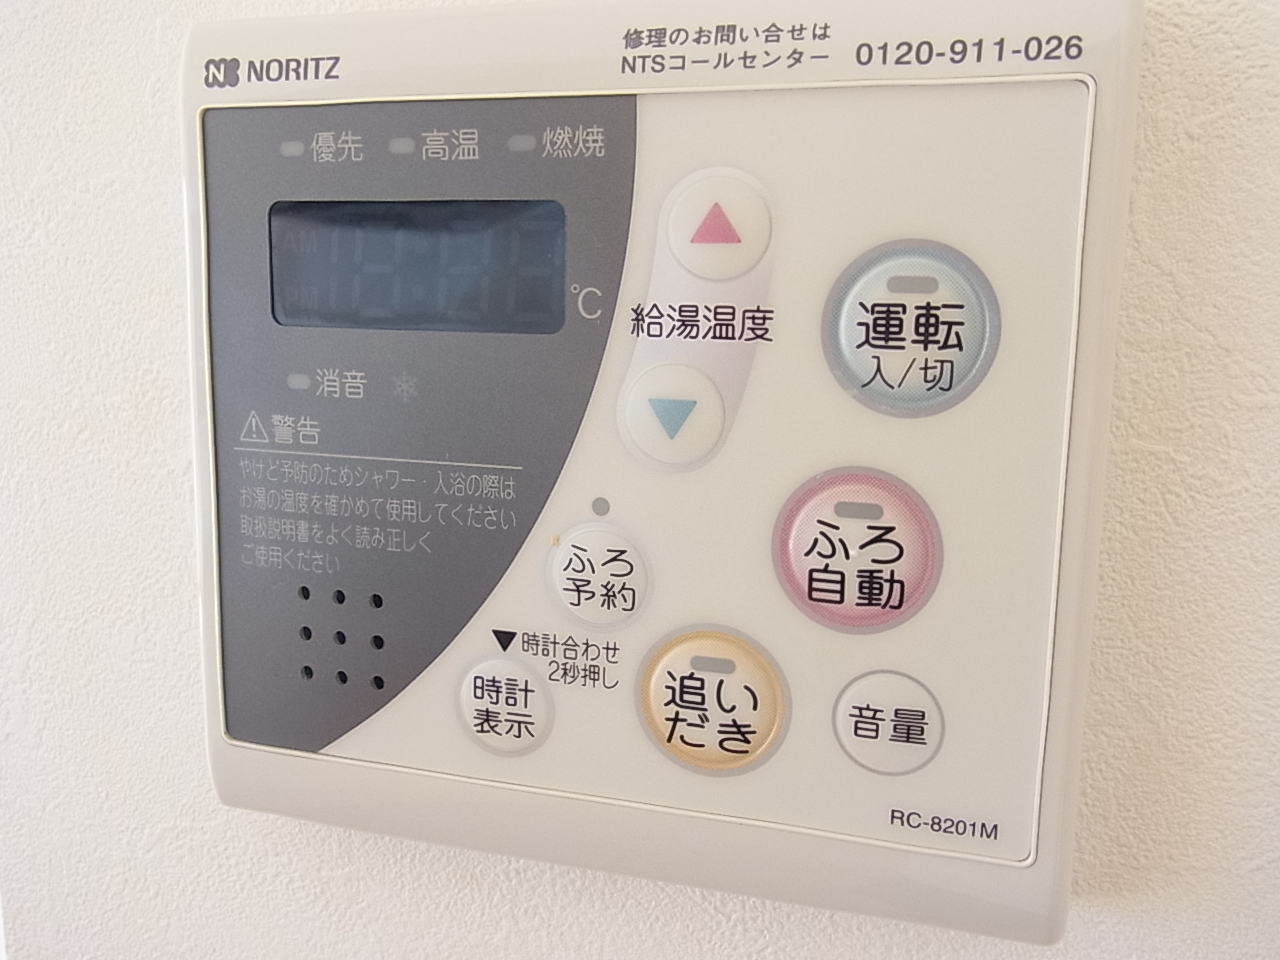 NORITZ
修理のお問い合せは
NTSコールセンター 0120-911-026
優先 高温 燃焼
AM
PM
℃
給湯温度
運転
入/切
消音
警告
やけど予防のためシャワー・入浴の際は
お湯の温度を確かめて使用してください
取扱説明書をよく読み正しく
ご使用ください
ふろ
自動
ふろ
予約
▼時計合わせ
2秒押し
時計
表示
追い
だき
音量
RC-8201M